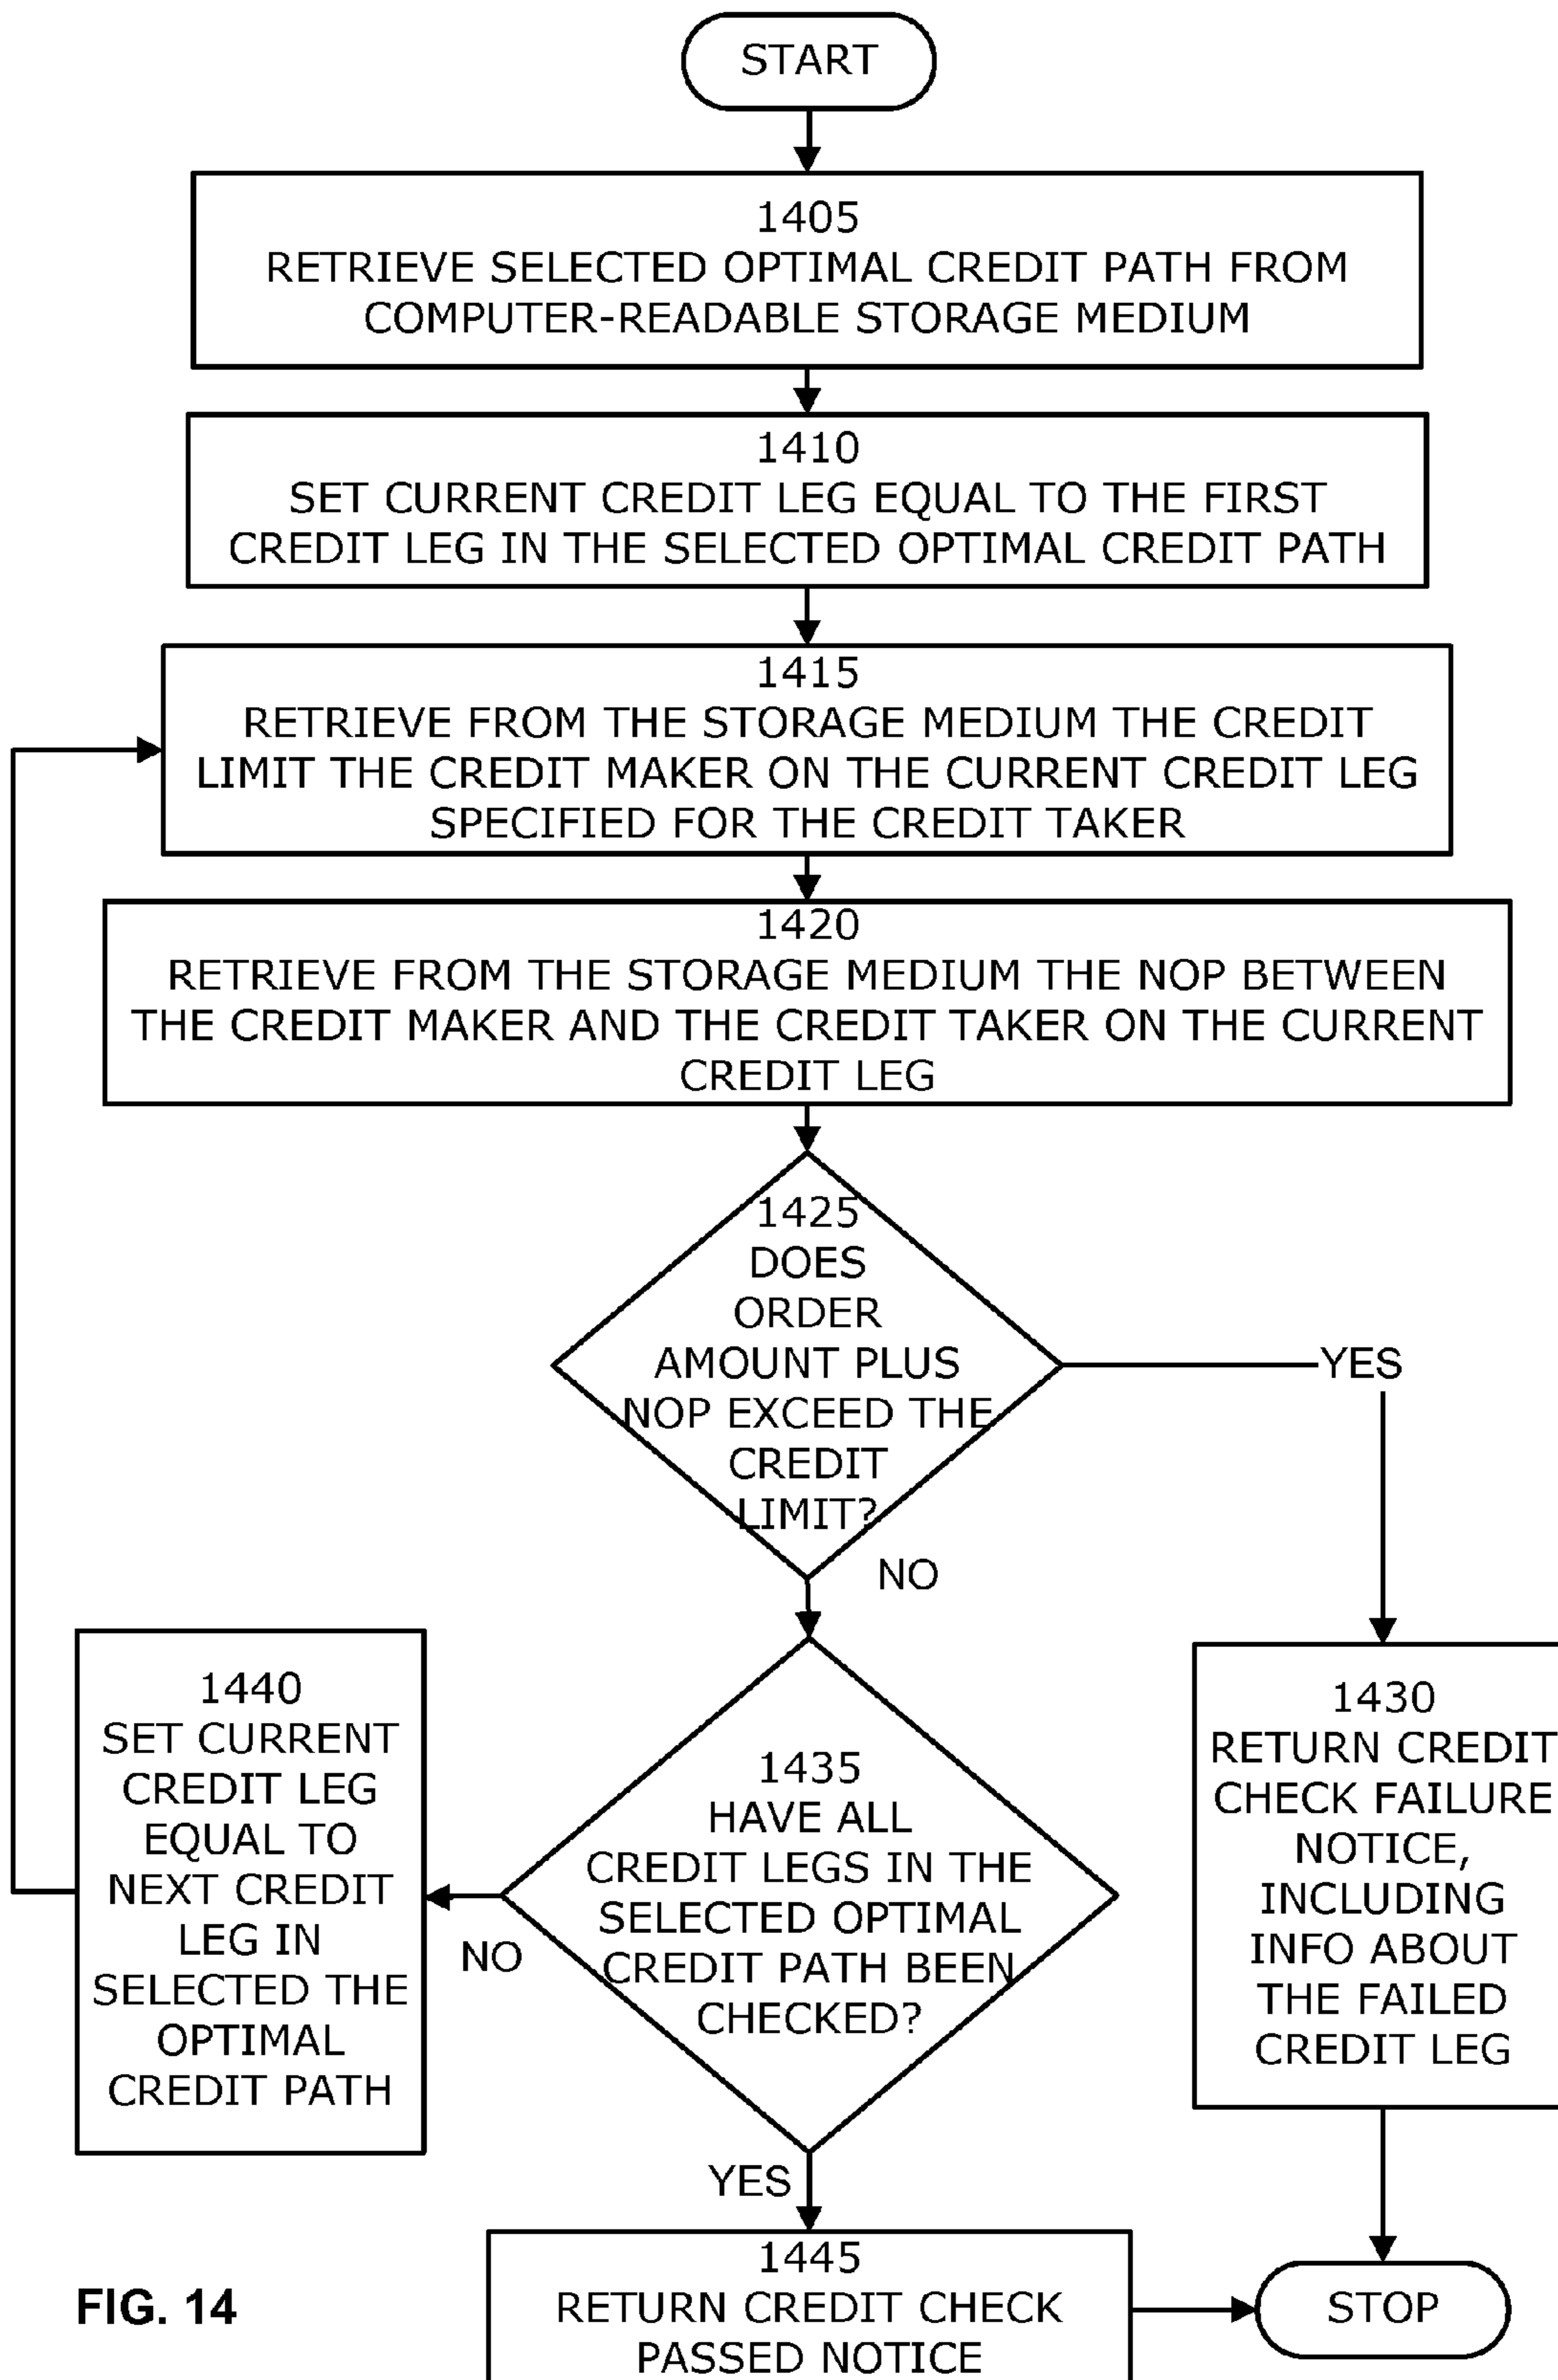 START
1405
RETRIEVE SELECTED OPTIMAL CREDIT PATH FROM
COMPUTER-READABLE STORAGE MEDIUM
1410
SET CURRENT CREDIT LEG EQUAL TO THE FIRST
CREDIT LEG IN THE SELECTED OPTIMAL CREDIT PATH
1415
RETRIEVE FROM THE STORAGE MEDIUM THE CREDIT
LIMIT THE CREDIT MAKER ON THE CURRENT CREDIT LEG
SPECIFIED FOR THE CREDIT TAKER
1420
RETRIEVE FROM THE STORAGE MEDIUM THE NOP BETWEEN
THE CREDIT MAKER AND THE CREDIT TAKER ON THE CURRENT
CREDIT LEG
1425
DOES
ORDER
AMOUNT PLUS
NOP EXCEED THE
CREDIT
LIMIT?
YES
NO
1430
RETURN CREDIT
CHECK FAILURE
NOTICE,
INCLUDING
INFO ABOUT
THE FAILED
CREDIT LEG
1435
HAVE ALL
CREDIT LEGS IN THE
SELECTED OPTIMAL
CREDIT PATH BEEN
CHECKED?
NO
1440
SET CURRENT
CREDIT LEG
EQUAL TO
NEXT CREDIT
LEG IN
SELECTED THE
OPTIMAL
CREDIT PATH
YES
1445
RETURN CREDIT CHECK
PASSED NOTICE
STOP
FIG. 14